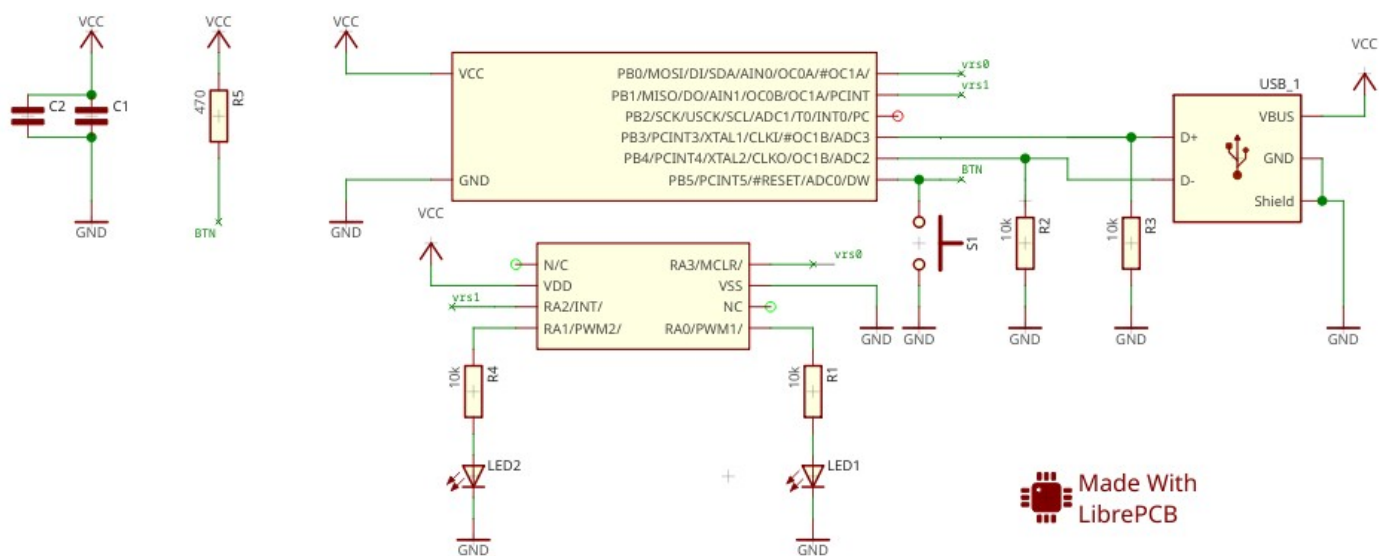 VCC
VCC
VCC
VCC
C2
C1
470
R5
GND
BTN
GND
VCC
GND
PB0/MOSI/DI/SDA/AIN0/OC0A/#OC1A/
PB1/MISO/DO/AIN1/OC0B/OC1A/PCINT
PB2/SCK/USCK/SCL/ADC1/T0/INT0/PC
PB3/PCINT3/XTAL1/CLKI/#OC1B/ADC3
PB4/PCINT4/XTAL2/CLKO/OC1B/ADC2
PB5/PCINT5/#RESET/ADC0/DW
vrs0
vrs1
BTN
USB_1
D+
D-
VBUS
GND
Shield
S1
10k
R2
10k
R3
VCC
N/C
VDD
RA2/INT/
RA1/PWM2/
RA3/MCLR/
VSS
NC
RA0/PWM1/
vrs1
vrs0
GND
GND
GND
GND
GND
10k
R4
10k
R1
LED2
LED1
GND
GND
Made With
LibrePCB